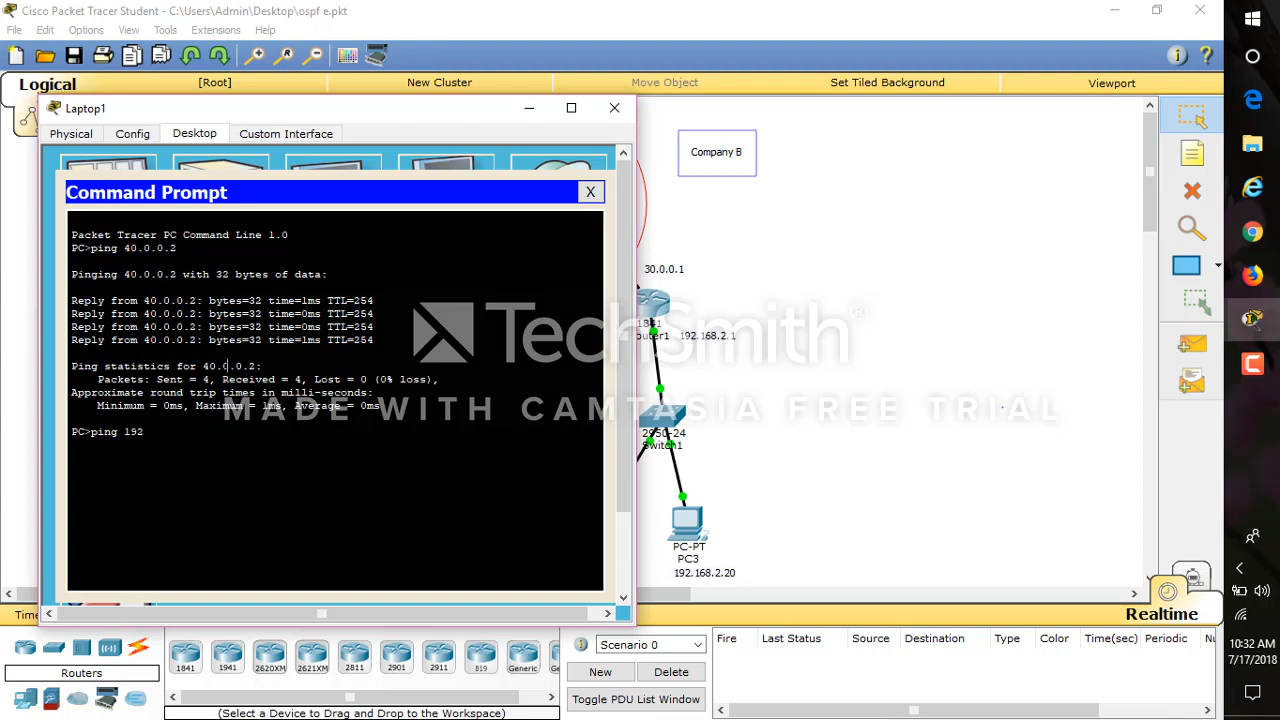 Cisco Packet Tracer Student - C:\Users\Admin\Desktop\ospf e.pkt
File Edit Options View Tools Extensions Help
Logical [Root] New Cluster Move Object Set Tiled Background Viewport
Laptop1
Physical Config Desktop Custom Interface
Command Prompt X
Packet Tracer PC Command Line 1.0
PC>ping 40.0.0.2
Pinging 40.0.0.2 with 32 bytes of data:
Reply from 40.0.0.2: bytes=32 time=1ms TTL=254
Reply from 40.0.0.2: bytes=32 time=0ms TTL=254
Reply from 40.0.0.2: bytes=32 time=0ms TTL=254
Reply from 40.0.0.2: bytes=32 time=0ms TTL=254
Ping statistics for 40.0.0.2:
Packets: Sent = 4, Received = 4, Lost = 0 (0% loss),
Approximate round trip times in milli-seconds:
Minimum = 0ms, Maximum = 1ms, Average = 0ms
PC>ping 192
Company B
30.0.0.1
1841
outer1 192.168.2.1
2950-24
Switch1
PC-PT
PC3
192.168.2.20
TechSmith®
MADE WITH CAMTASIA FREE TRIAL
Time
Realtime
Routers
1841 1941 2620XM 2621XM 2811 2901 2911 819 Generic Ge
(Select a Device to Drag and Drop to the Workspace)
Scenario 0
New Delete
Toggle PDU List Window
Fire Last Status Source Destination Type Color Time(sec) Periodic Nu
10:32 AM
7/17/2018